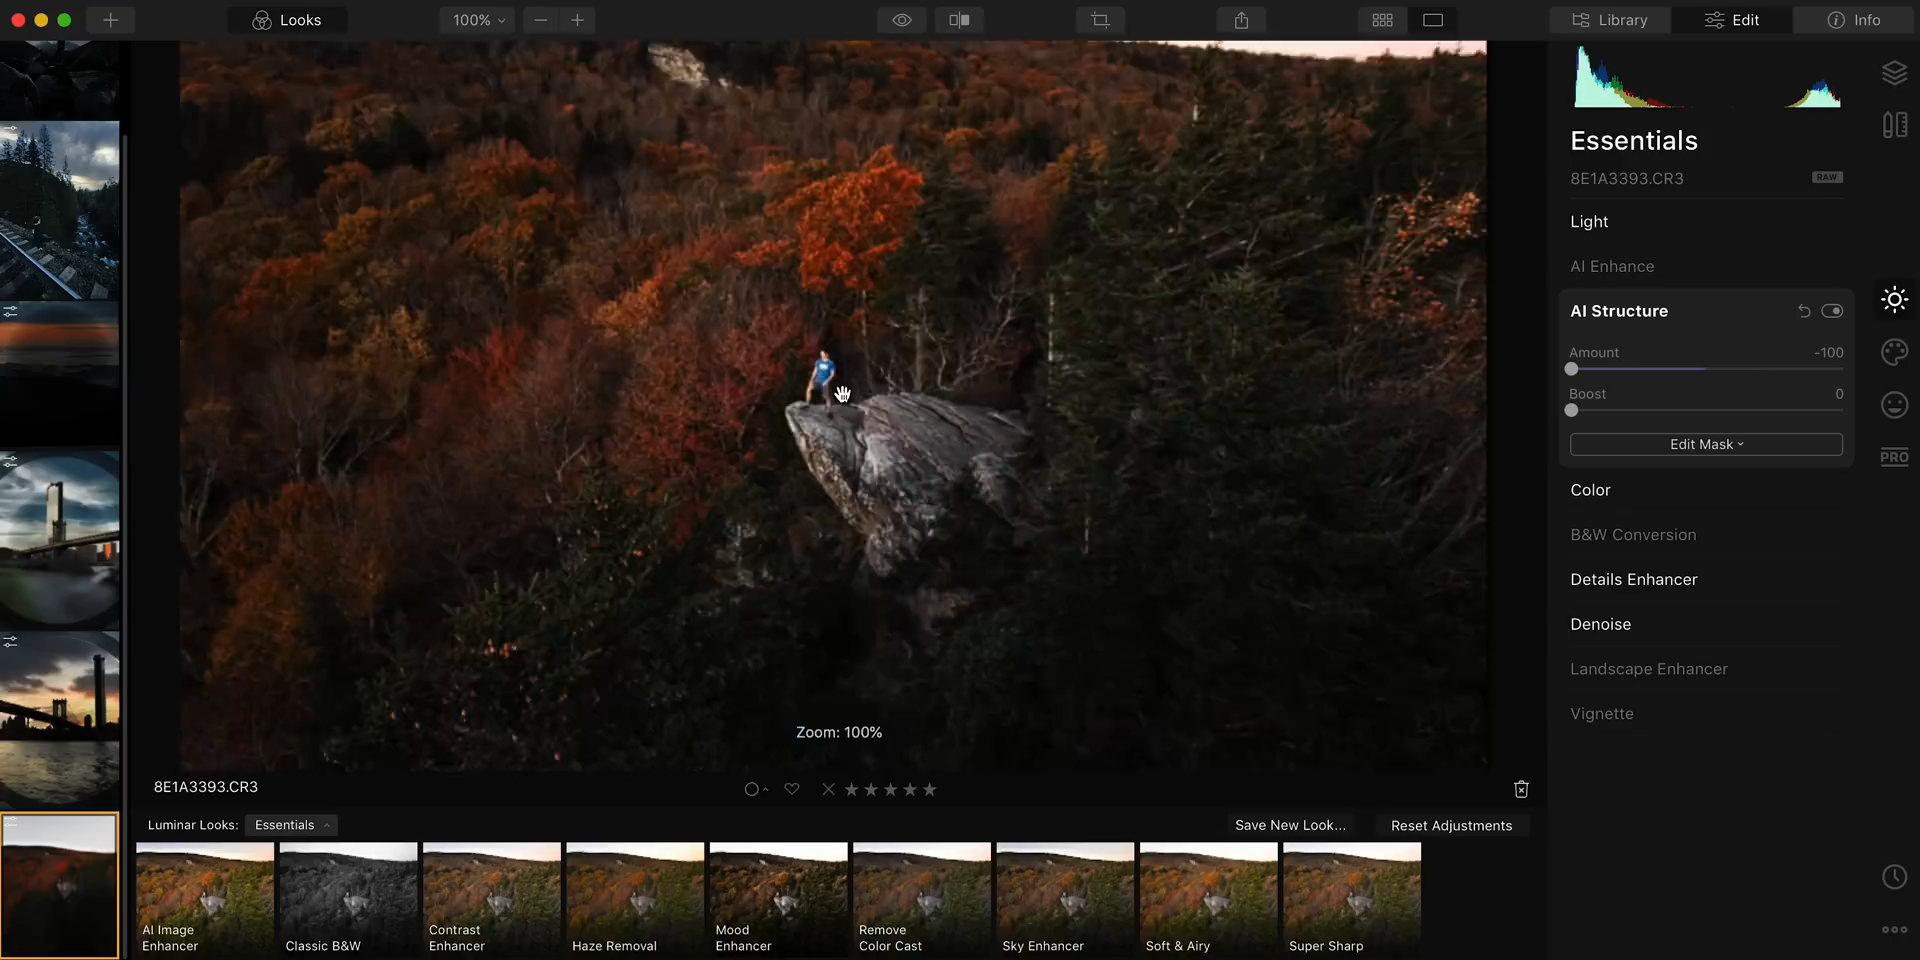 Looks
100%
Library
Edit
Info
Essentials
8E1A3393.CR3
RAW
Light
AI Enhance
AI Structure
Amount
-100
Boost
0
Edit Mask
Color
B&W Conversion
Details Enhancer
Denoise
Landscape Enhancer
Vignette
PRO
Zoom: 100%
8E1A3393.CR3
Luminar Looks:
Essentials
Save New Look...
Reset Adjustments
AI Image
Enhancer
Classic B&W
Contrast
Enhancer
Haze Removal
Mood
Enhancer
Remove
Color Cast
Sky Enhancer
Soft & Airy
Super Sharp